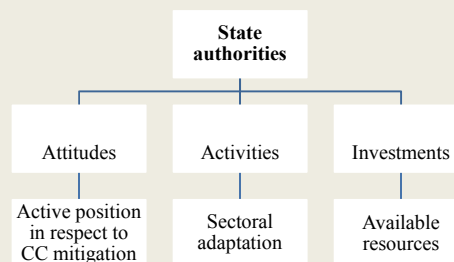 State
authorities
Attitudes
Activities
Investments
Active position
in respect to
CC mitigation
Sectoral
adaptation
Available
resources